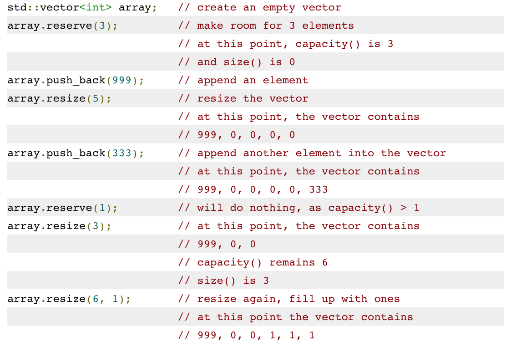 std::vector<int> array;   // create an empty vector
array.reserve(3);         // make room for 3 elements
                          // at this point, capacity() is 3
                          // and size() is 0
array.push_back(999);     // append an element
array.resize(5);          // resize the vector
                          // at this point, the vector contains
                          // 999, 0, 0, 0, 0
array.push_back(333);     // append another element into the vector
                          // at this point, the vector contains
                          // 999, 0, 0, 0, 0, 333
array.reserve(1);         // will do nothing, as capacity() > 1
array.resize(3);          // at this point, the vector contains
                          // 999, 0, 0
                          // capacity() remains 6
                          // size() is 3
array.resize(6, 1);       // resize again, fill up with ones
                          // at this point the vector contains
                          // 999, 0, 0, 1, 1, 1